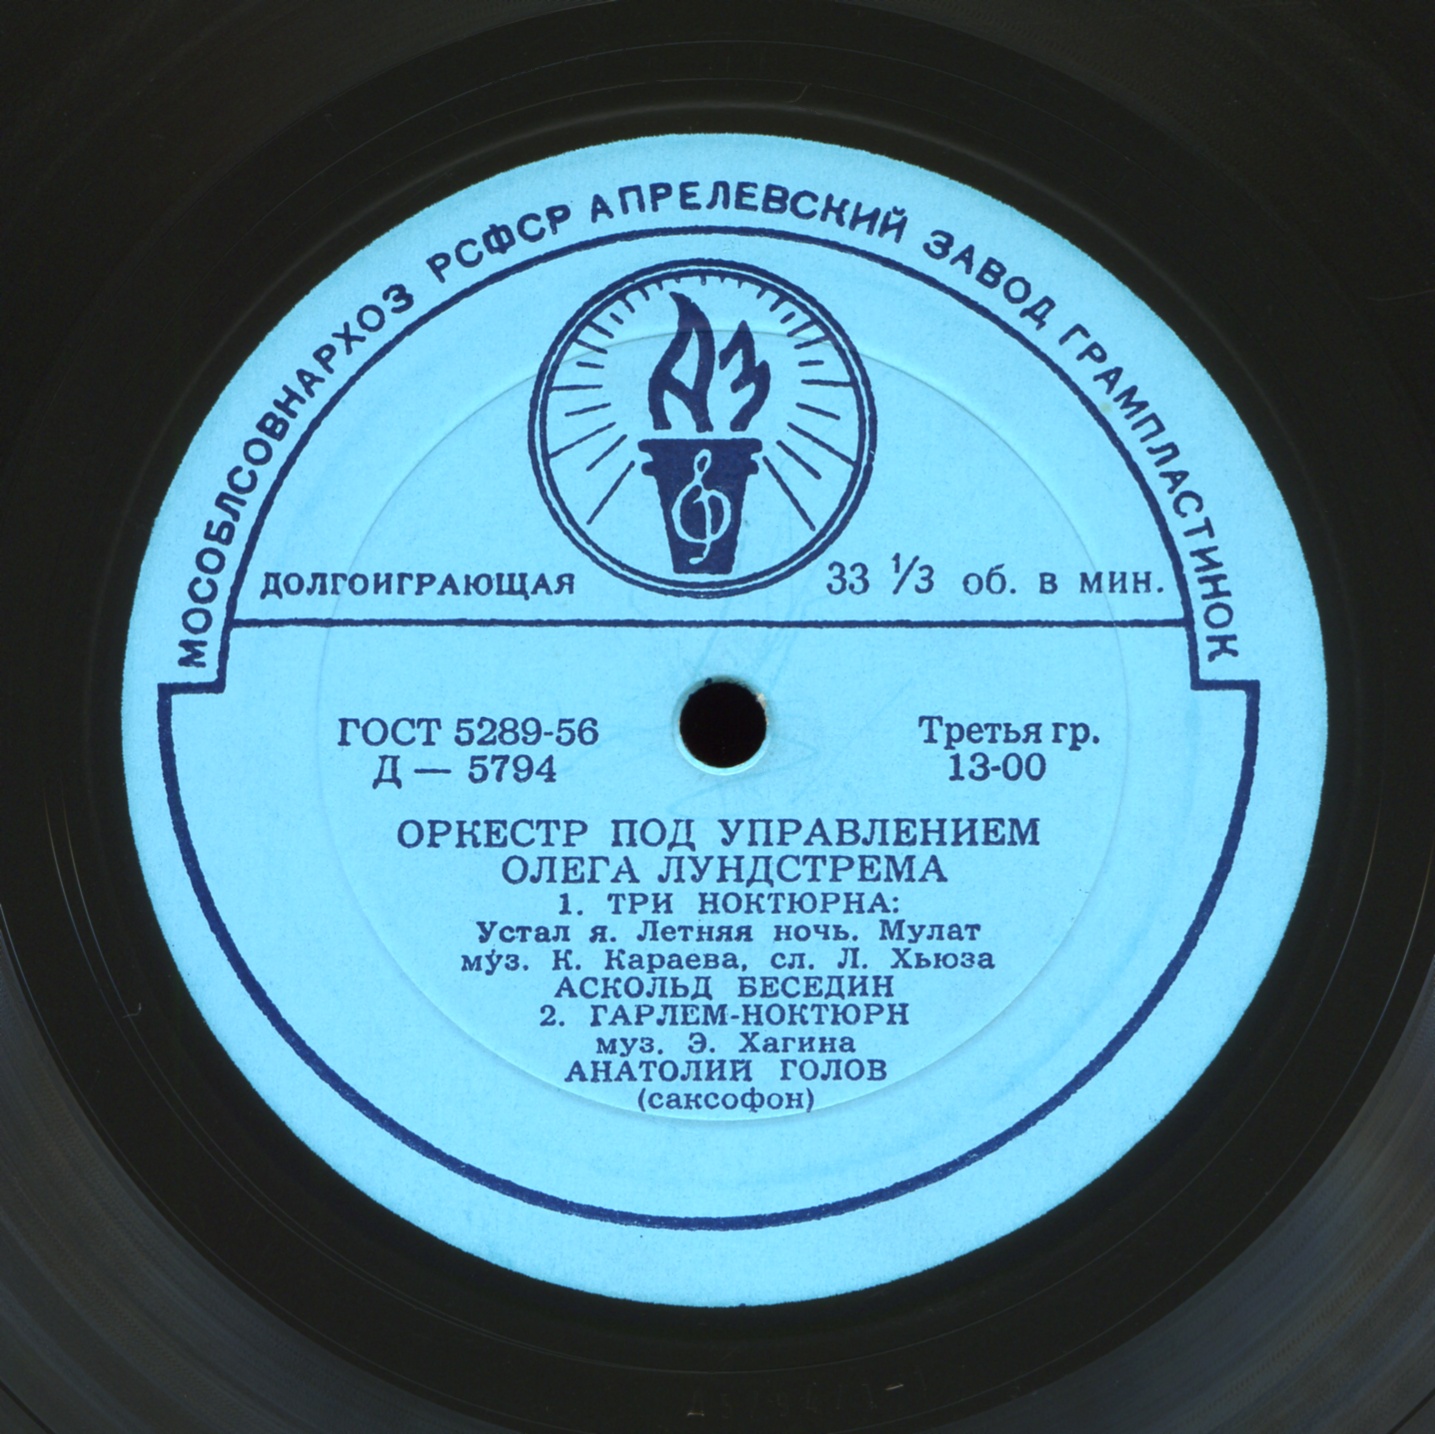 МОСОБЛСОВНАРХОЗ РСФСР АПРЕЛЕВСКИЙ ЗАВОД ГРАМПЛАСТИНОК
АЗ
ДОЛГОИГРАЮЩАЯ
33 1/3 об. в мин.
ГОСТ 5289-56
Третья гр.
Д — 5794
13-00
ОРКЕСТР ПОД УПРАВЛЕНИЕМ
ОЛЕГА ЛУНДСТРЕМА
1. ТРИ НОКТЮРНА:
Устал я. Летняя ночь. Мулат
муз. К. Караева, сл. Л. Хьюза
АСКОЛЬД БЕСЕДИН
2. ГАРЛЕМ-НОКТЮРН
муз. Э. Хагина
АНАТОЛИЙ ГОЛОВ
(саксофон)